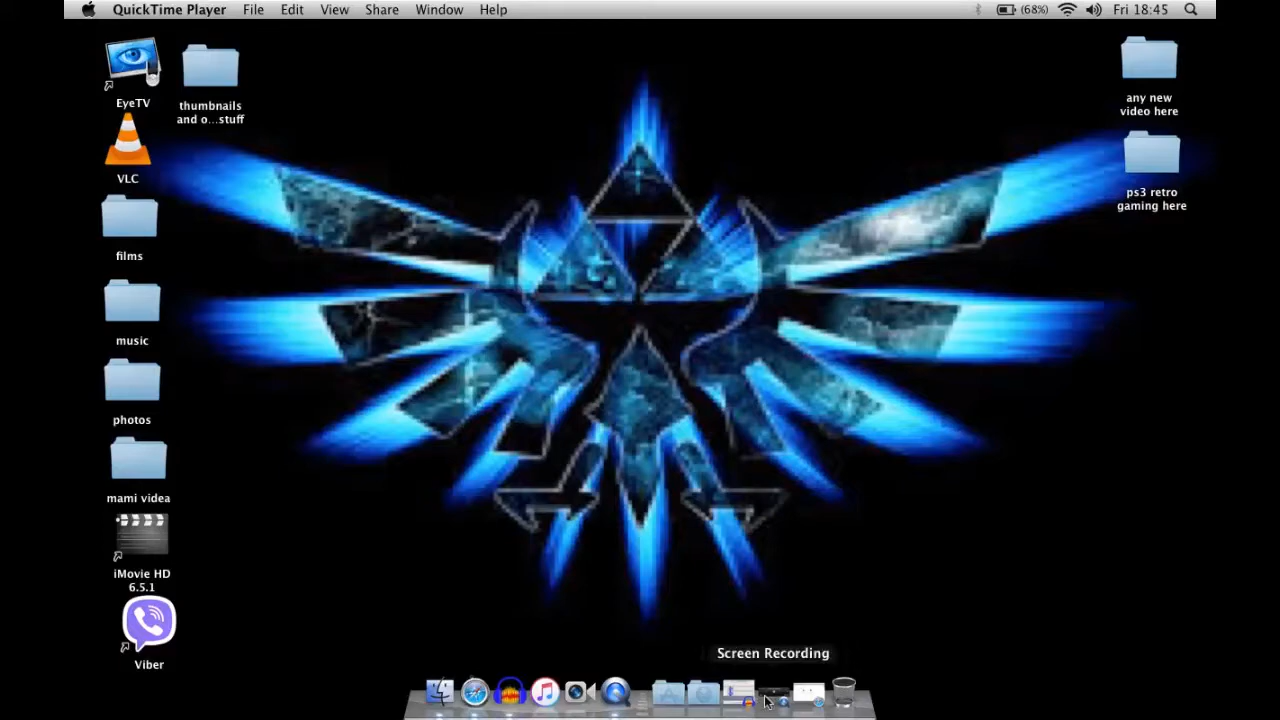 QuickTime Player File Edit View Share Window Help (68%) Fri 18:45
EyeTV
thumbnails
and o...stuff
VLC
films
music
photos
mami videa
iMovie HD
6.5.1
Viber
any new
video here
ps3 retro
gaming here
Screen Recording